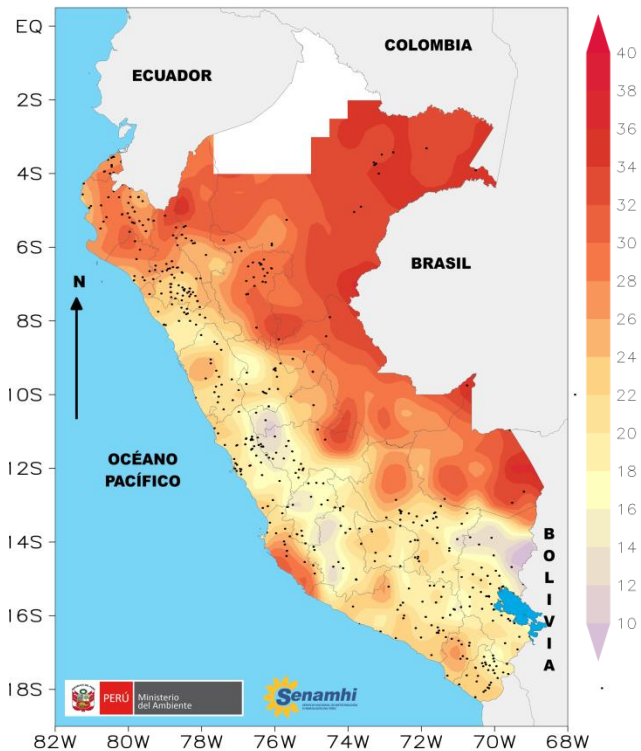 EQ
2S
4S
6S
8S
10S
12S
14S
16S
18S
82W 80W 78W 76W 74W 72W 70W 68W
COLOMBIA
ECUADOR
BRASIL
N
OCÉANO
PACÍFICO
BOLIVIA
40
38
36
34
32
30
28
26
24
22
20
18
16
14
12
10
PERÚ
Ministerio
del Ambiente
Senamhi